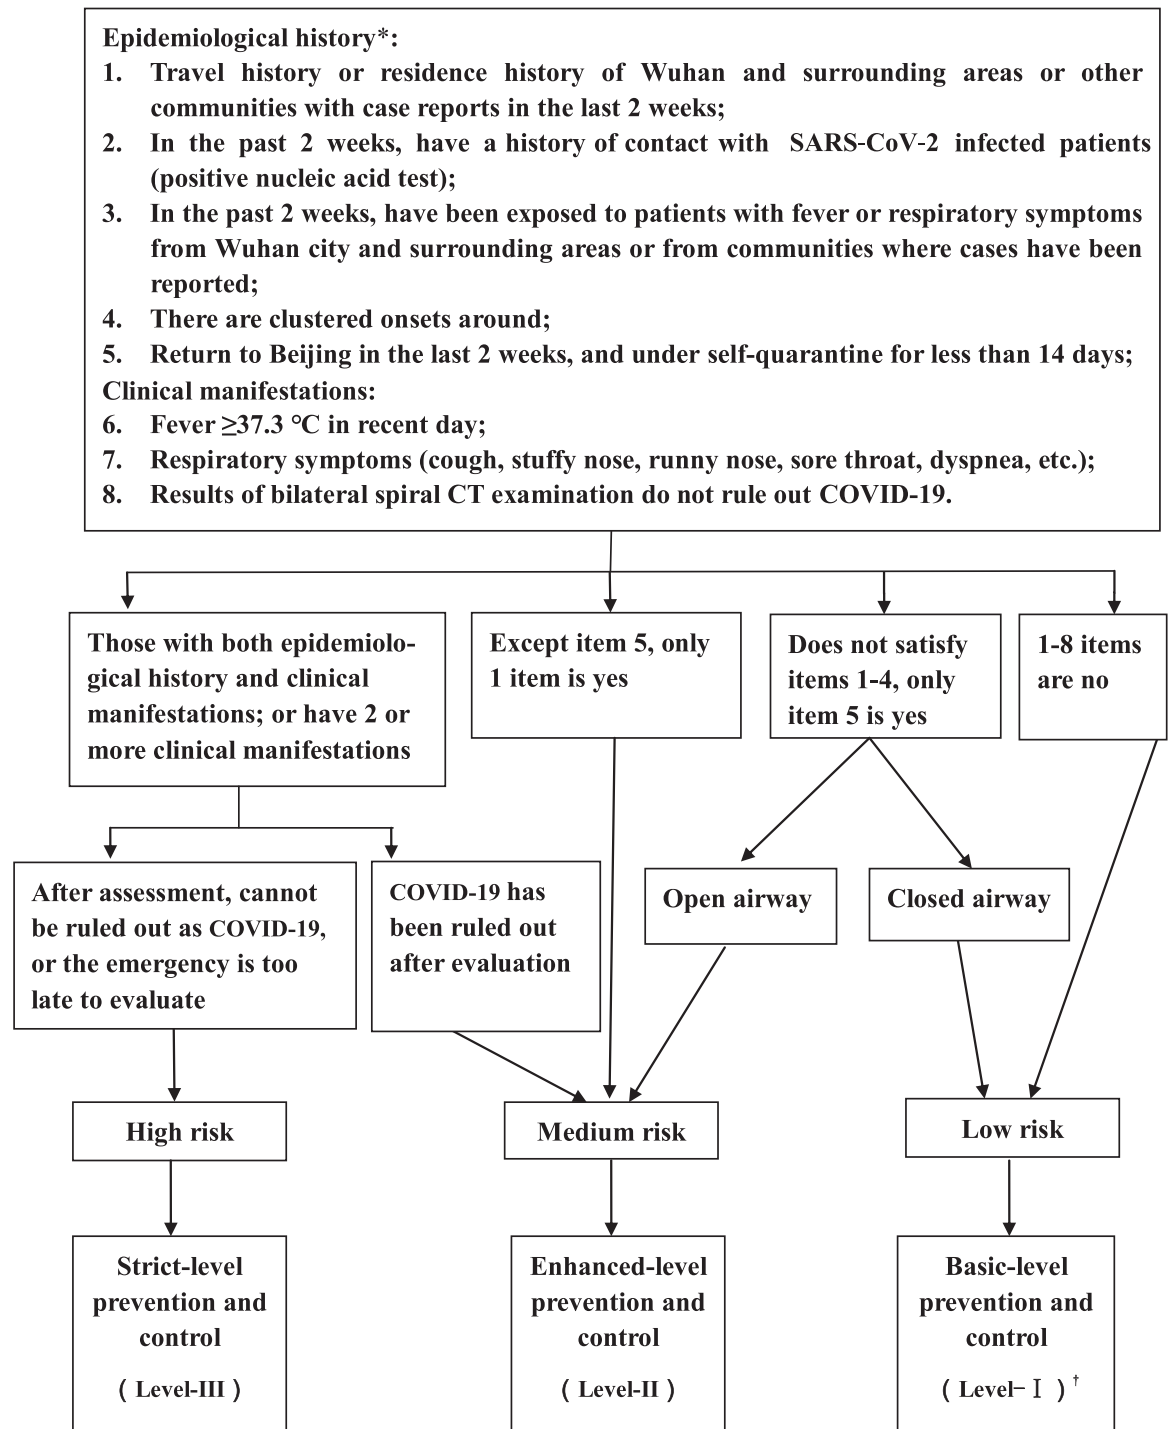 Epidemiological history*:
1. Travel history or residence history of Wuhan and surrounding areas or other
communities with case reports in the last 2 weeks;
2. In the past 2 weeks, have a history of contact with SARS-CoV-2 infected patients
(positive nucleic acid test);
3. In the past 2 weeks, have been exposed to patients with fever or respiratory symptoms
from Wuhan city and surrounding areas or from communities where cases have been
reported;
4. There are clustered onsets around;
5. Return to Beijing in the last 2 weeks, and under self-quarantine for less than 14 days;
Clinical manifestations:
6. Fever ≥37.3 °C in recent day;
7. Respiratory symptoms (cough, stuffy nose, runny nose, sore throat, dyspnea, etc.);
8. Results of bilateral spiral CT examination do not rule out COVID-19.
Those with both epidemiolo-
gical history and clinical
manifestations; or have 2 or
more clinical manifestations
Except item 5, only
1 item is yes
Does not satisfy
items 1-4, only
item 5 is yes
1-8 items
are no
After assessment, cannot
be ruled out as COVID-19,
or the emergency is too
late to evaluate
COVID-19 has
been ruled out
after evaluation
Open airway
Closed airway
High risk
Medium risk
Low risk
Strict-level
prevention and
control
( Level-III )
Enhanced-level
prevention and
control
( Level-II )
Basic-level
prevention and
control
( Level-Ⅰ ) †